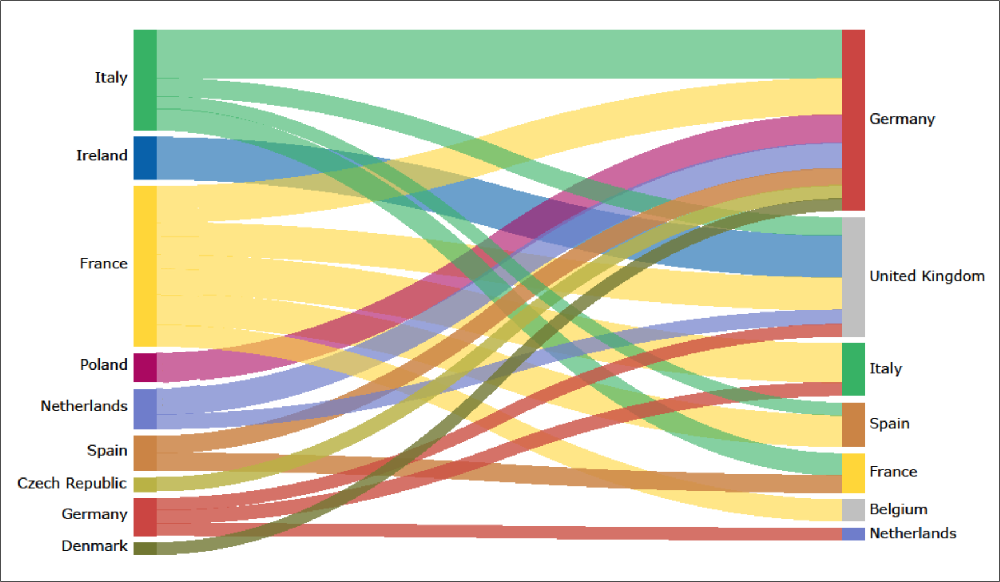 Italy
Ireland
France
Poland
Netherlands
Spain
Czech Republic
Germany
Denmark
Germany
United Kingdom
Italy
Spain
France
Belgium
Netherlands